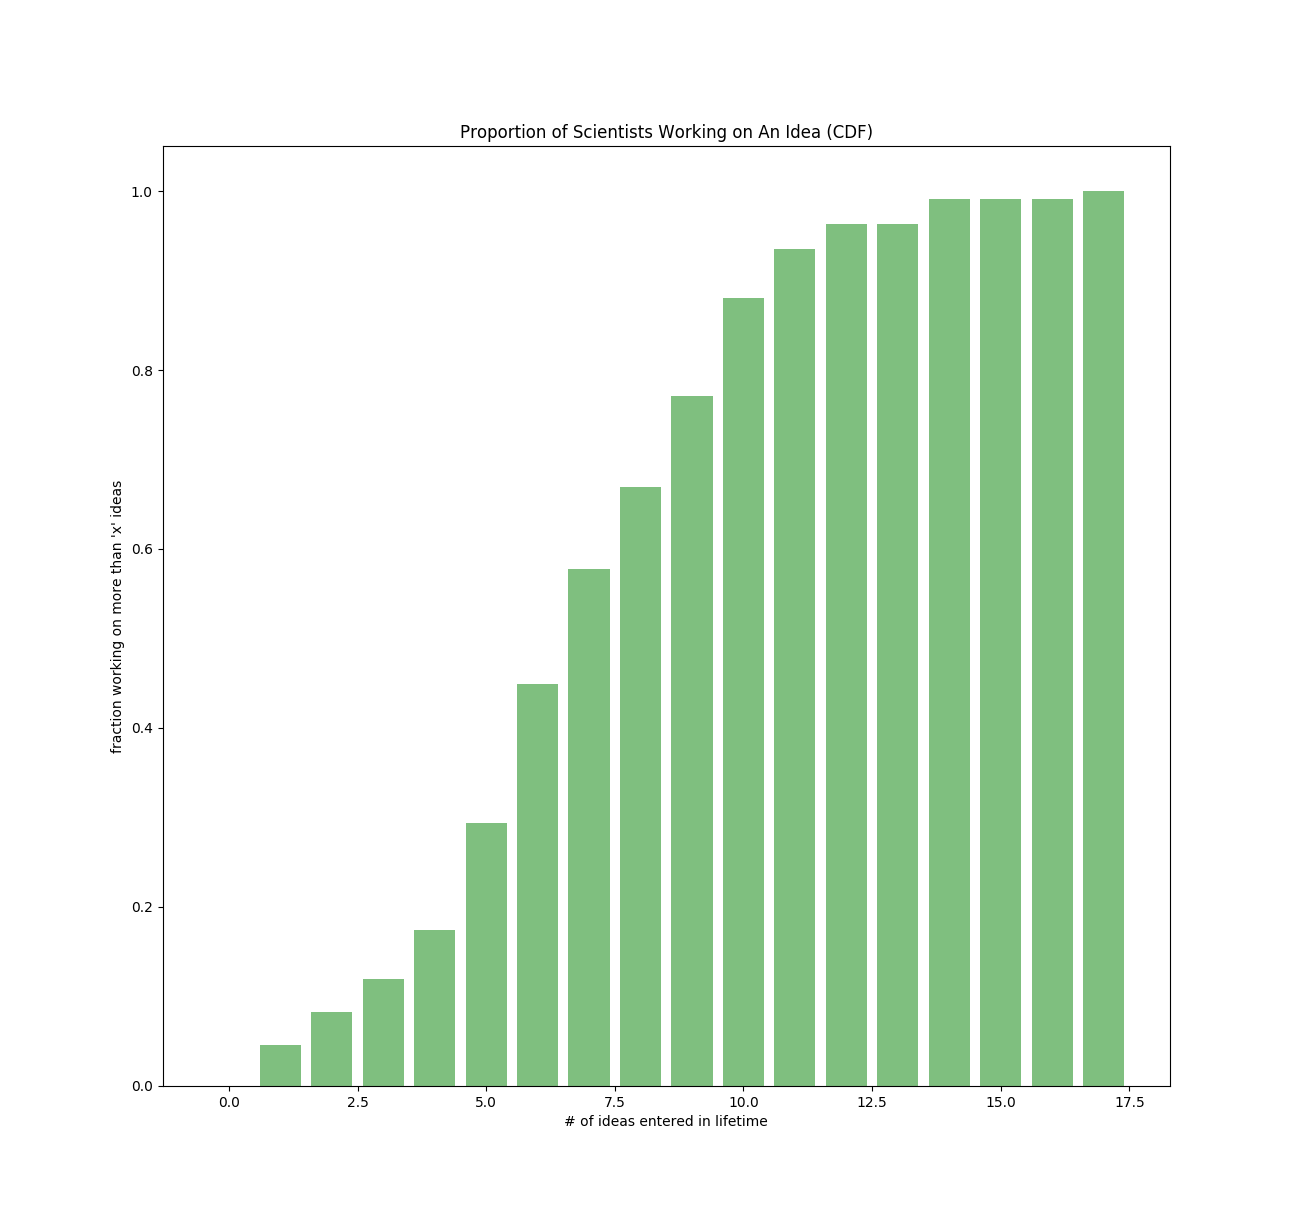 Proportion of Scientists Working on An Idea (CDF)
1.0
0.8
0.6
0.4
0.2
0.0
fraction working on more than 'x' ideas
0.0 2.5 5.0 7.5 10.0 12.5 15.0 17.5
# of ideas entered in lifetime